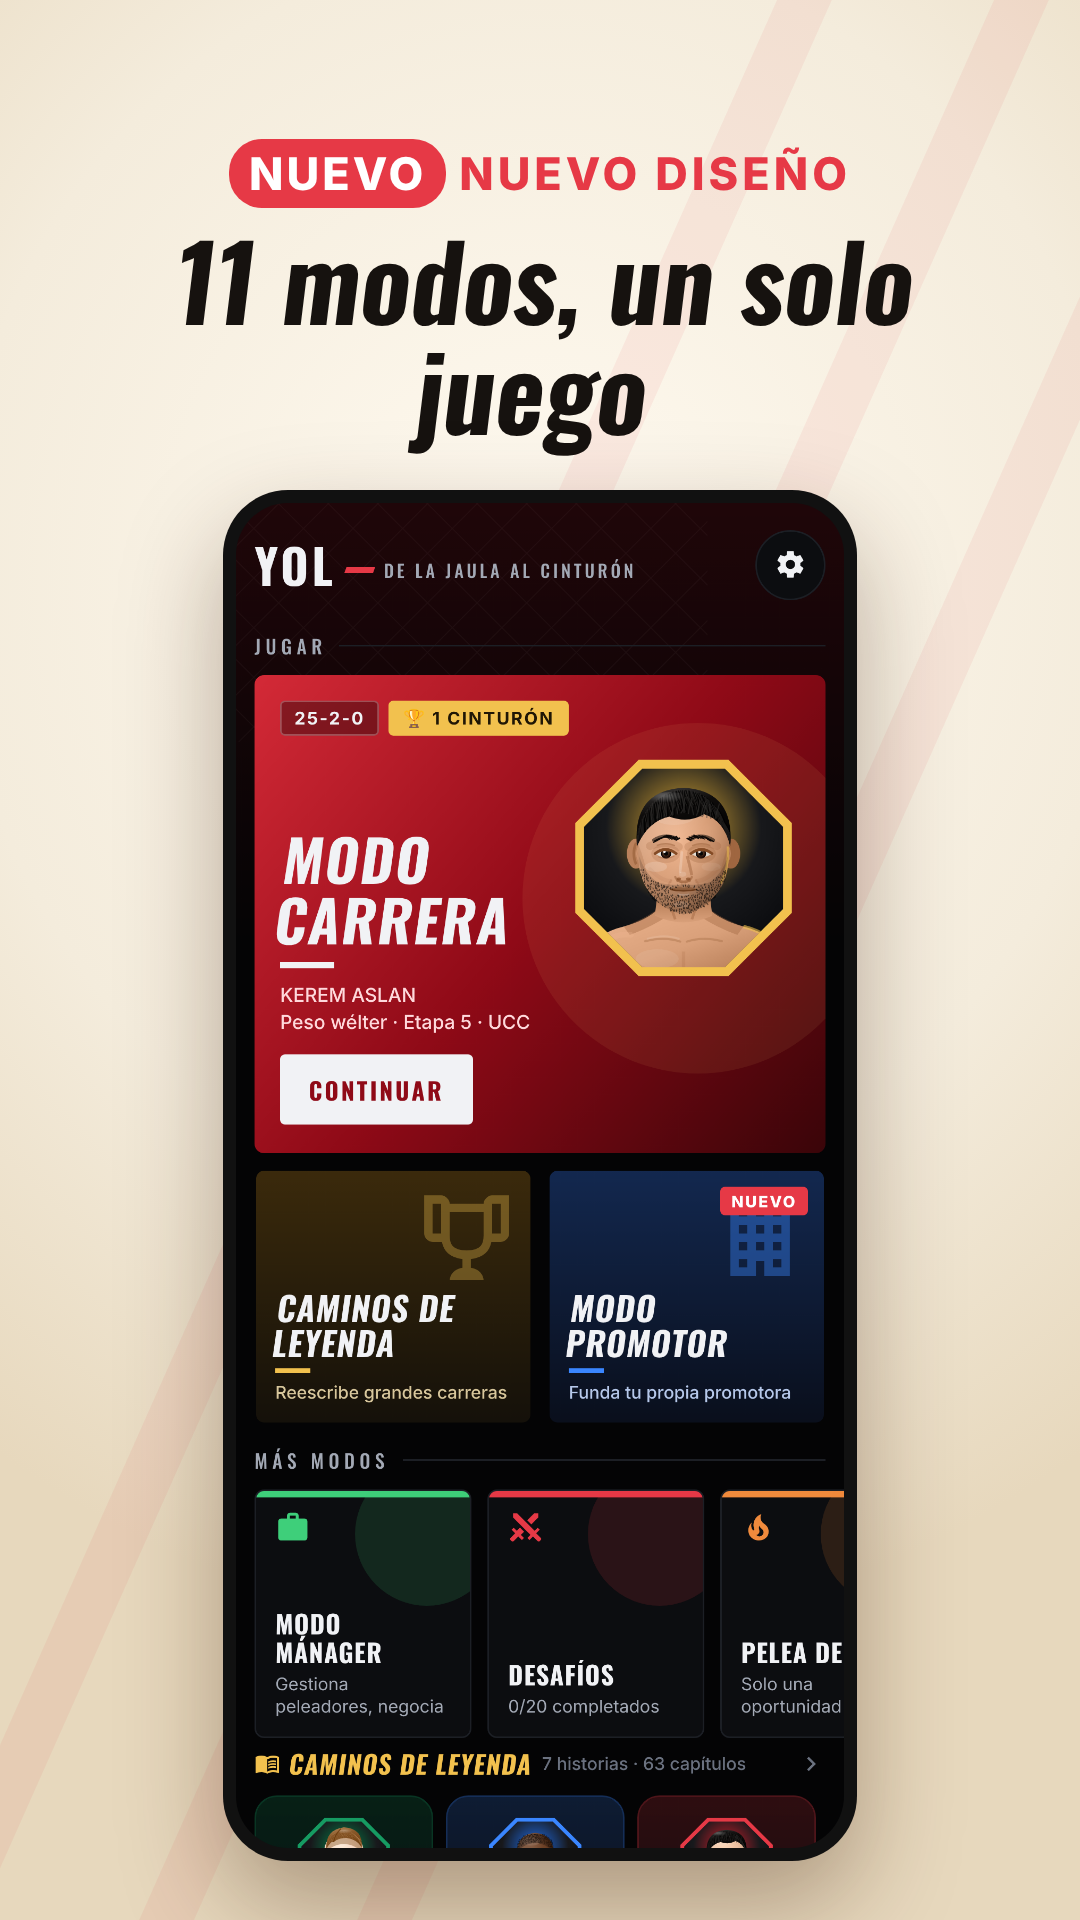 NUEVO NUEVO DISEÑO
11 modos, un solo
juego
YOL DE LA JAULA AL CINTURÓN
JUGAR
25-2-0 🏆 1 CINTURÓN
MODO
CARRERA
KEREM ASLAN
Peso wélter · Etapa 5 · UCC
CONTINUAR
CAMINOS DE
LEYENDA
Reescribe grandes carreras
NUEVO
MODO
PROMOTOR
Funda tu propia promotora
MÁS MODOS
MODO
MÁNAGER
Gestiona
peleadores, negocia
DESAFÍOS
0/20 completados
PELEA DE
Solo una
oportunidad
CAMINOS DE LEYENDA 7 historias · 63 capítulos